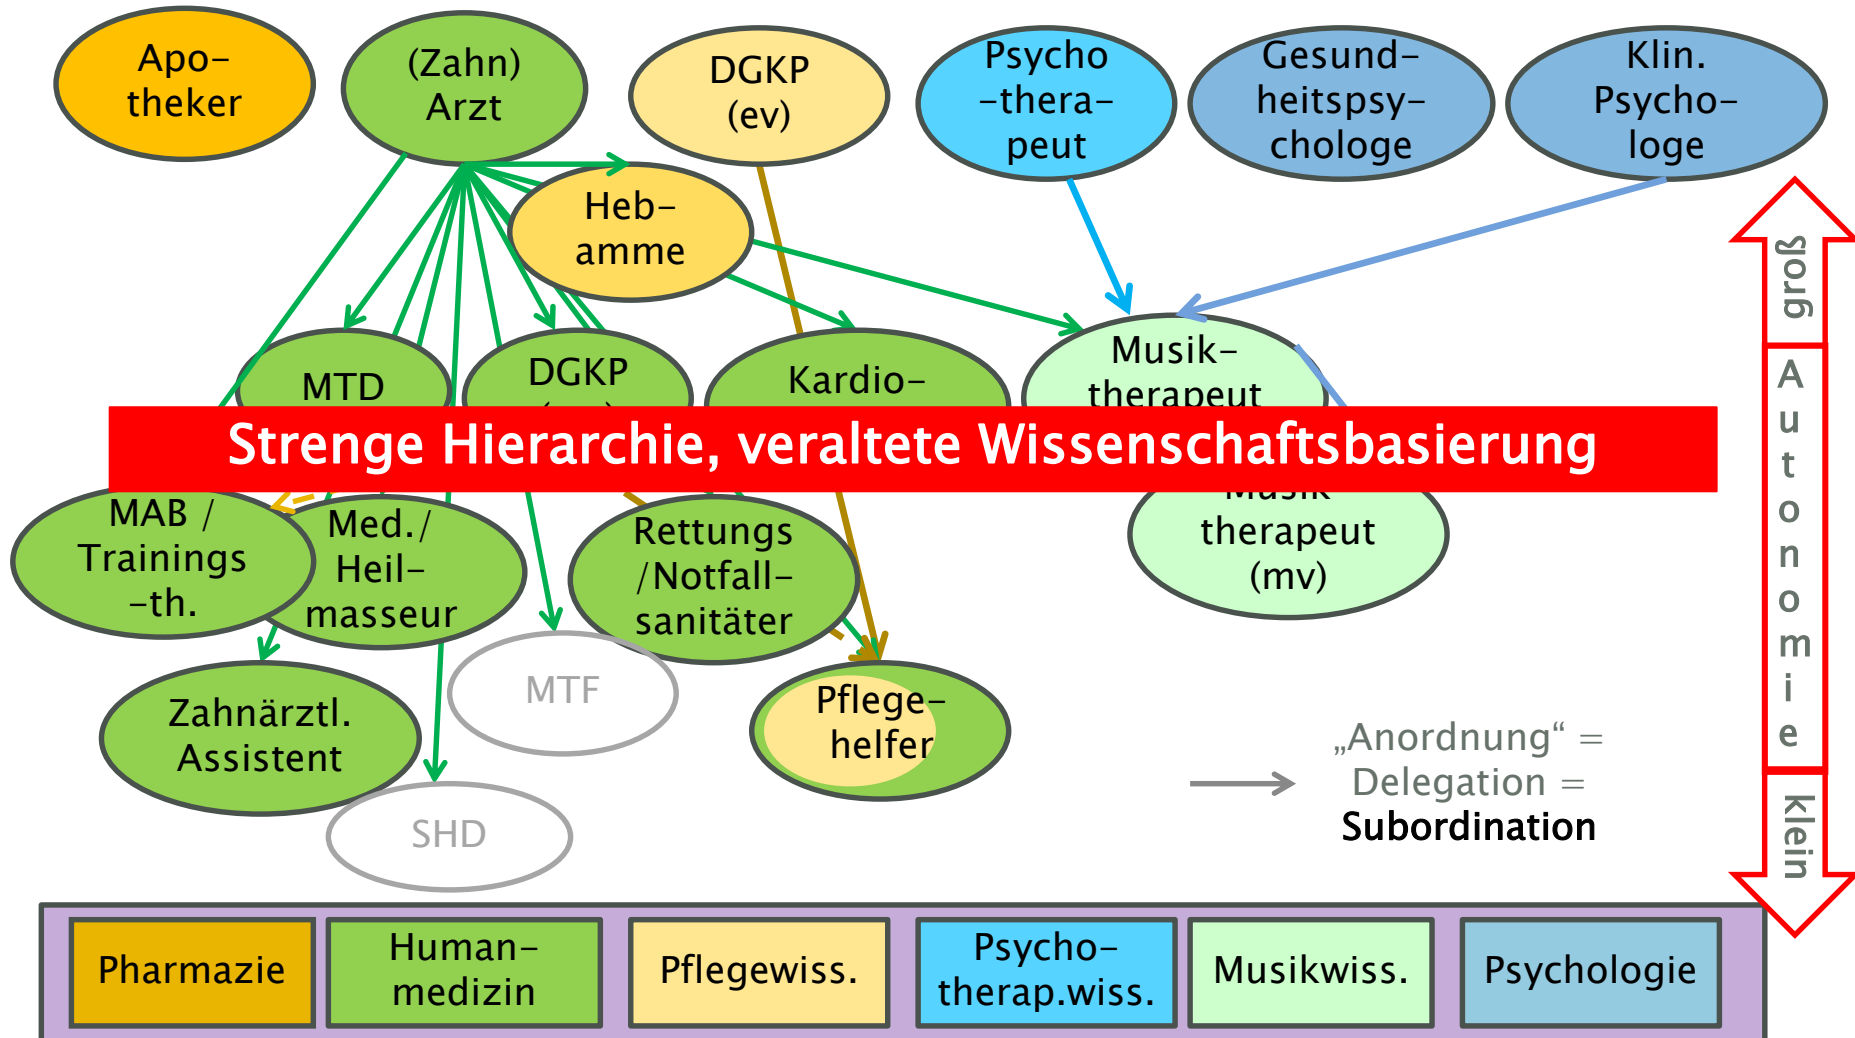 Apo-
theker
(Zahn)
Arzt
DGKP
(ev)
Psycho
-thera-
peut
Gesund-
heitspsy-
chologe
Klin.
Psycho-
loge
Heb-
amme
groß
MTD
DGKP
Kardio-
Musik-
therapeut
Autonomie
Strenge Hierarchie, veraltete Wissenschaftsbasierung
MAB /
Trainings
-th.
Med./
Heil-
masseur
Rettungs
/Notfall-
sanitäter
Musik
therapeut
(mv)
Zahnärztl.
Assistent
MTF
Pflege-
helfer
SHD
„Anordnung“ =
Delegation =
Subordination
klein
Pharmazie
Human-
medizin
Pflegewiss.
Psycho-
therap.wiss.
Musikwiss.
Psychologie